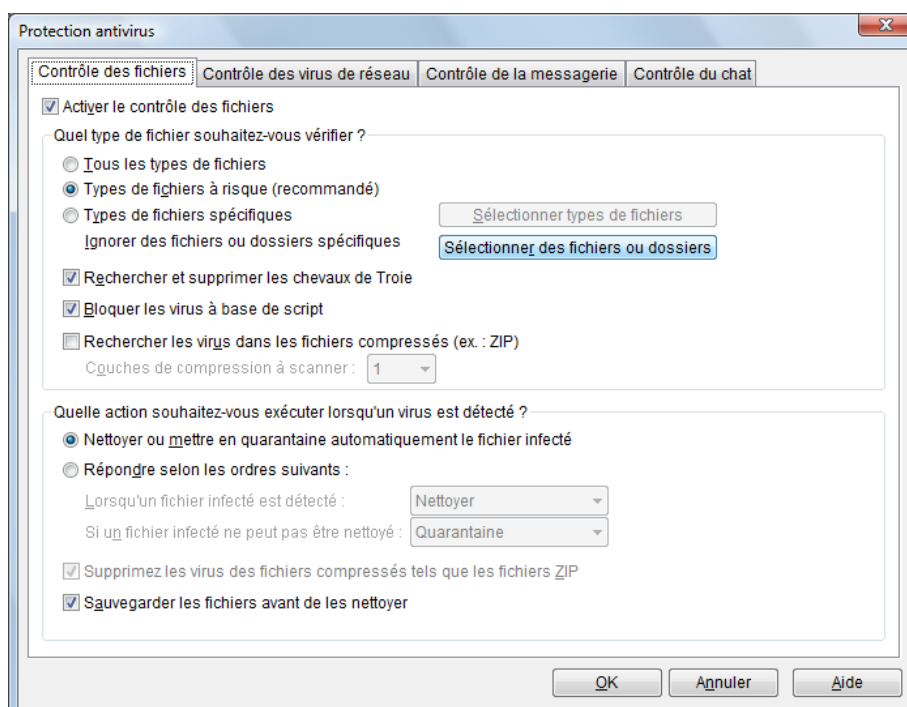 Protection antivirus
Contrôle des fichiers Contrôle des virus de réseau Contrôle de la messagerie Contrôle du chat
Activer le contrôle des fichiers
Quel type de fichier souhaitez-vous vérifier ?
Tous les types de fichiers
Types de fichiers à risque (recommandé)
Types de fichiers spécifiques Sélectionner types de fichiers
Ignorer des fichiers ou dossiers spécifiques Sélectionner des fichiers ou dossiers
Rechercher et supprimer les chevaux de Troie
Bloquer les virus à base de script
Rechercher les virus dans les fichiers compressés (ex. : ZIP)
Couches de compression à scanner : 1
Quelle action souhaitez-vous exécuter lorsqu'un virus est détecté ?
Nettoyer ou mettre en quarantaine automatiquement le fichier infecté
Répondre selon les ordres suivants :
Lorsqu'un fichier infecté est détecté : Nettoyer
Si un fichier infecté ne peut pas être nettoyé : Quarantaine
Supprimez les virus des fichiers compressés tels que les fichiers ZIP
Sauvegarder les fichiers avant de les nettoyer
OK Annuler Aide